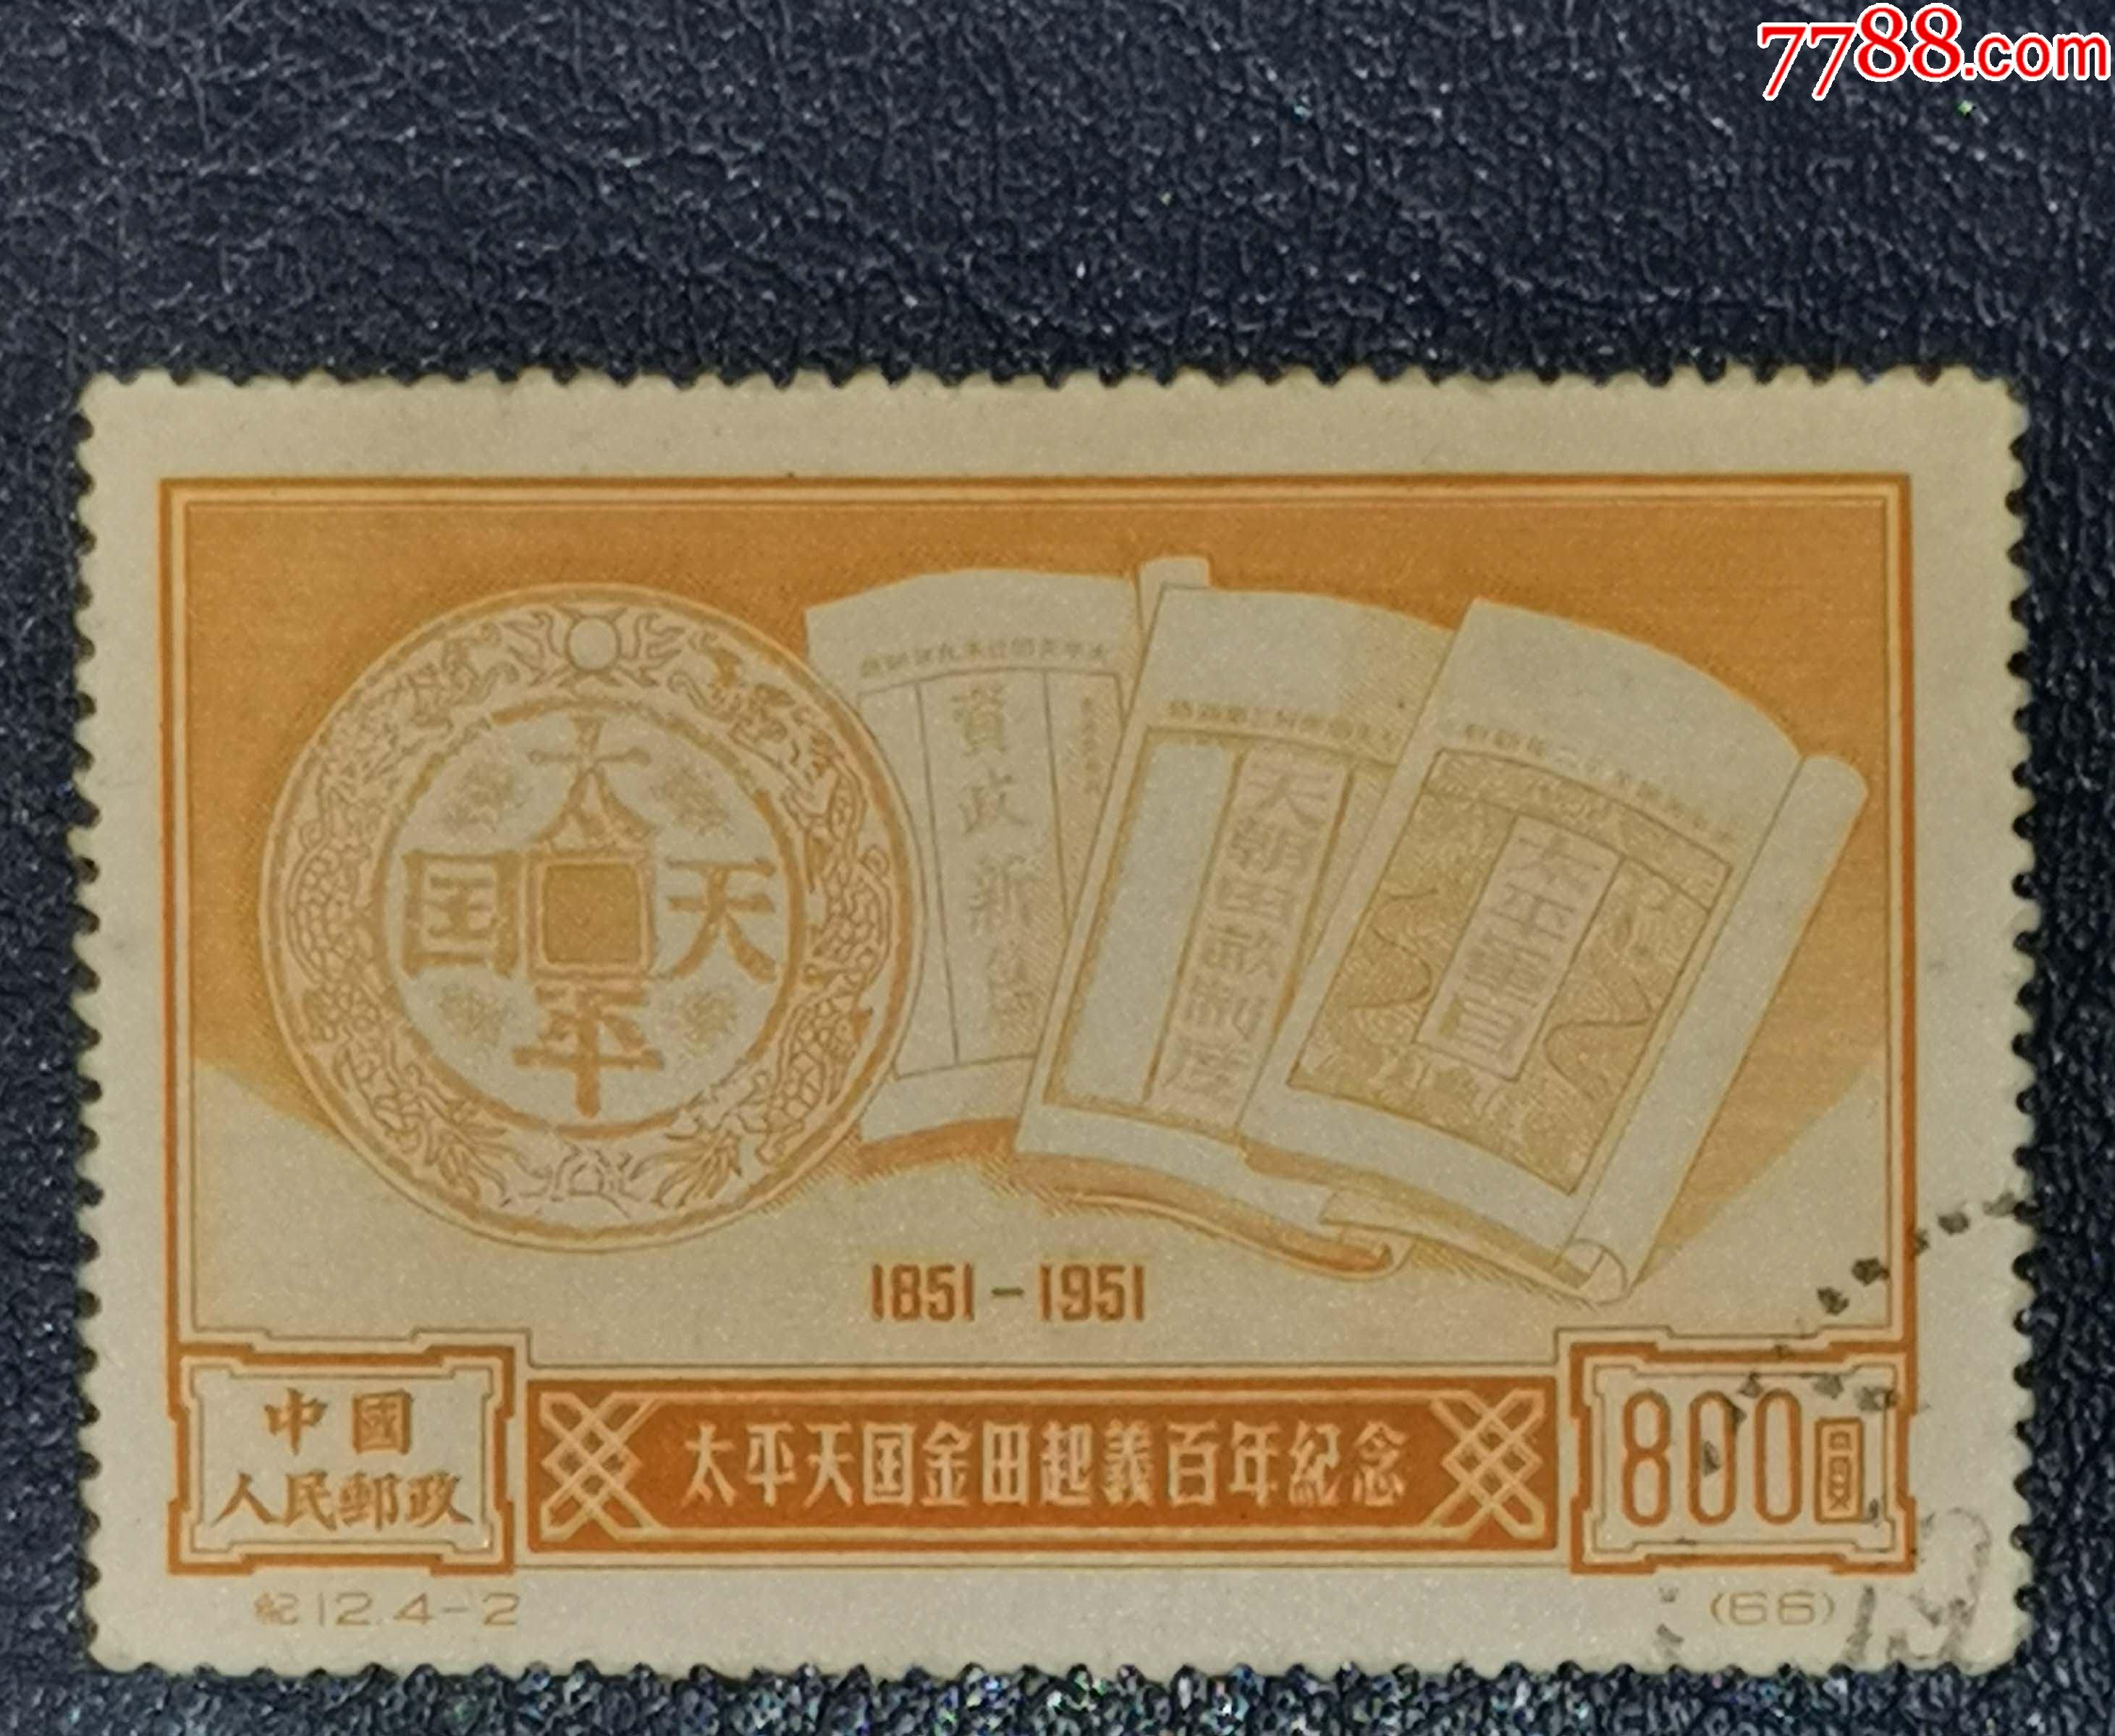 7788.com
太
国 天
平
資政新
天朝田畝制度
太平詔
1851-1951
中國
人民郵政
太平天国金田起義百年紀念
800圓
紀12.4-2
(66)